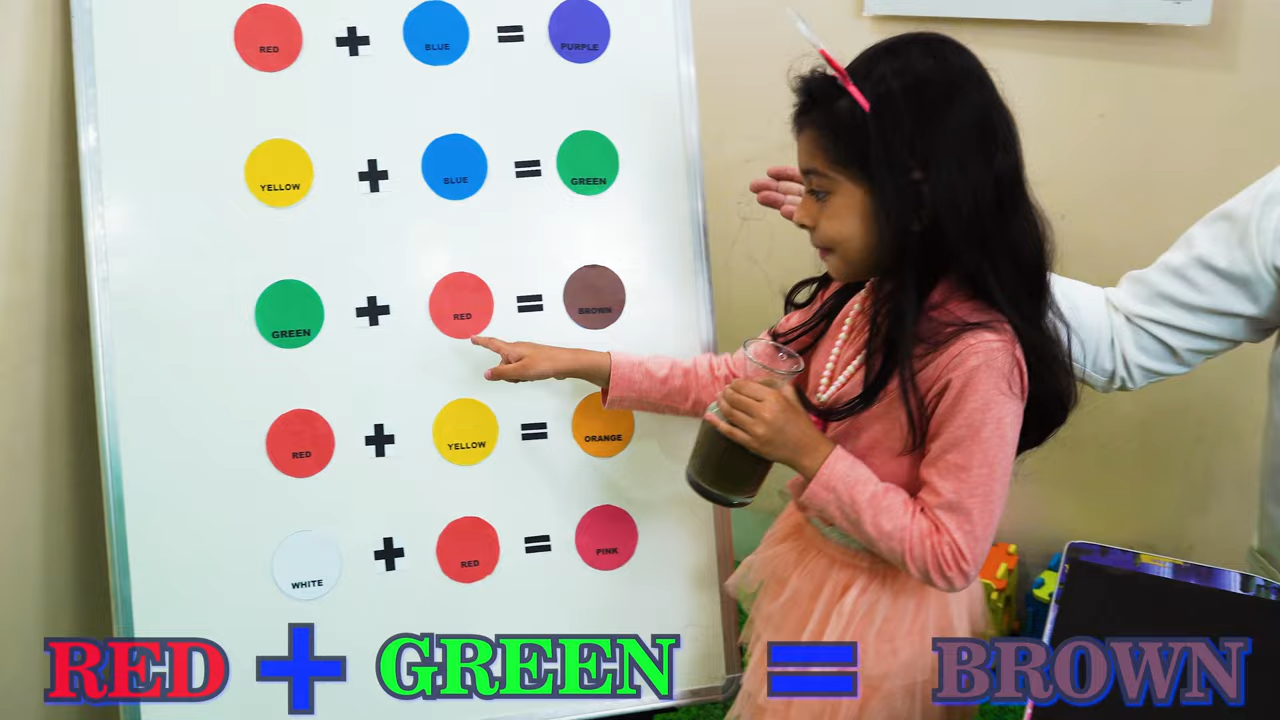 RED + BLUE = PURPLE
YELLOW + BLUE = GREEN
GREEN + RED = BROWN
RED + YELLOW = ORANGE
WHITE + RED = PINK
RED + GREEN = BROWN